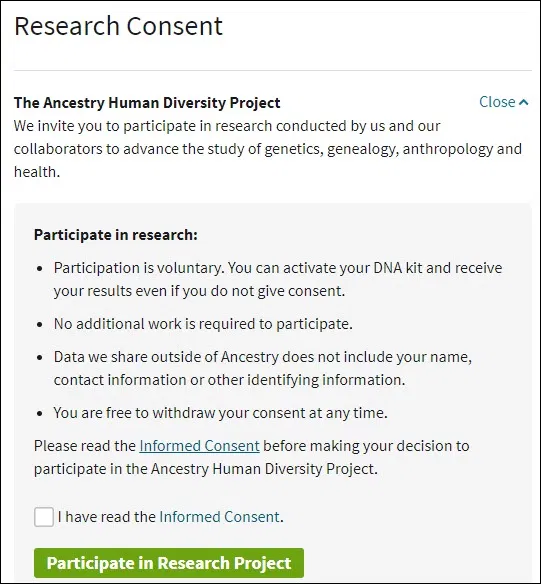 Research Consent
The Ancestry Human Diversity Project
Close
We invite you to participate in research conducted by us and our
collaborators to advance the study of genetics, genealogy, anthropology and
health.
Participate in research:
• Participation is voluntary. You can activate your DNA kit and receive
your results even if you do not give consent.
• No additional work is required to participate.
• Data we share outside of Ancestry does not include your name,
contact information or other identifying information.
• You are free to withdraw your consent at any time.
Please read the Informed Consent before making your decision to
participate in the Ancestry Human Diversity Project.
I have read the Informed Consent.
Participate in Research Project